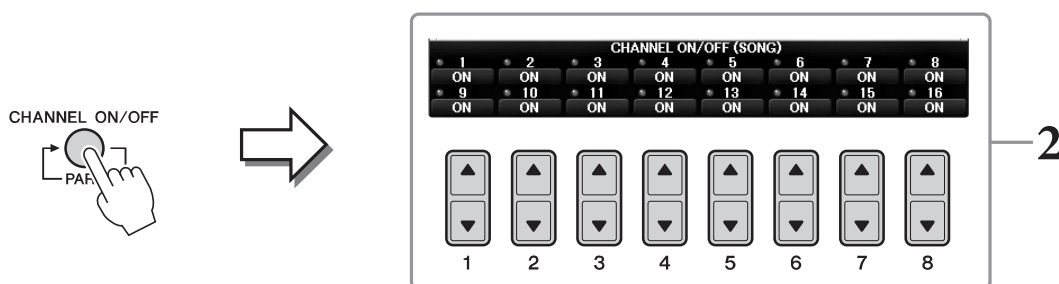 CHANNEL ON/OFF
CHANNEL ON/OFF (SONG)
1 2 3 4 5 6 7 8
ON ON ON ON ON ON ON ON
9 10 11 12 13 14 15 16
ON ON ON ON ON ON ON ON
2
PAR
1 2 3 4 5 6 7 8